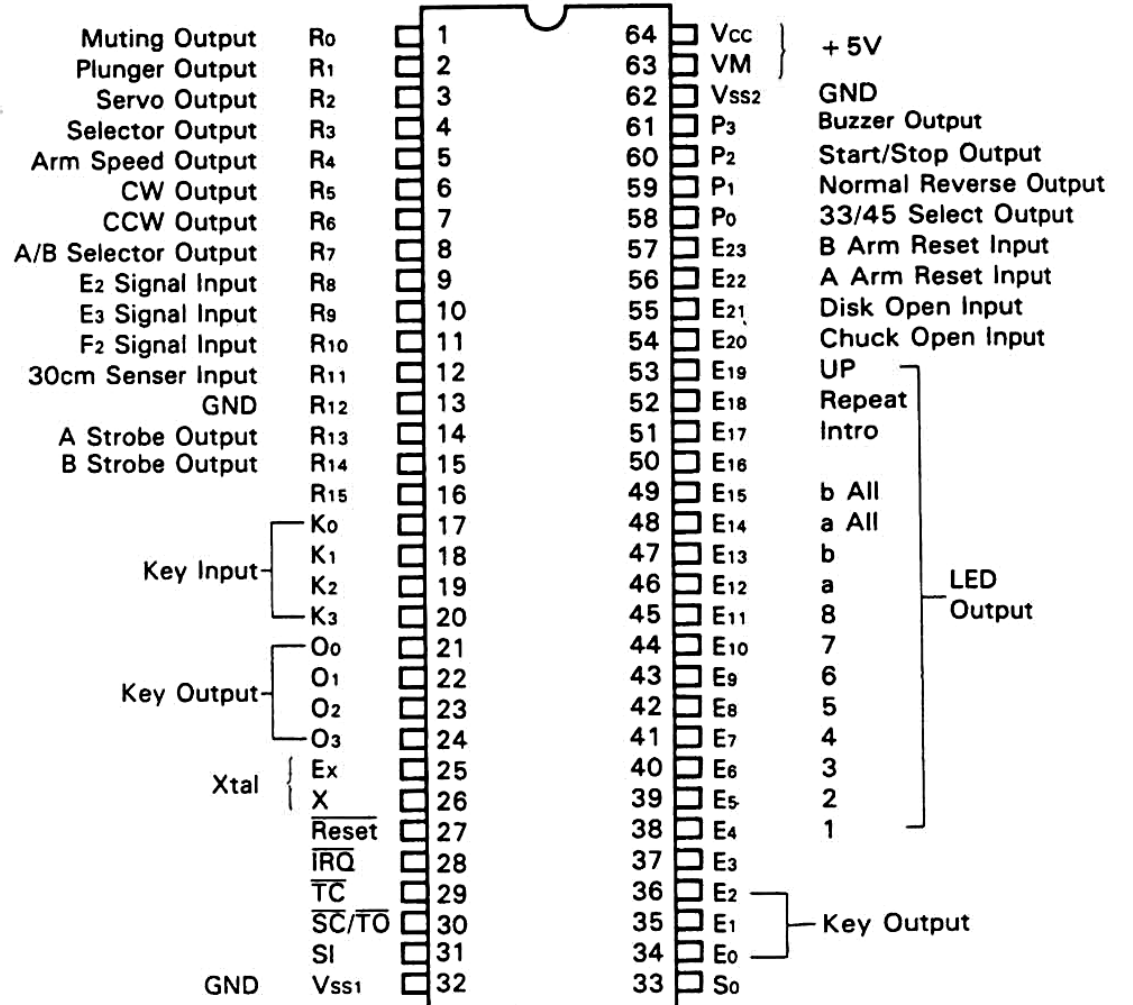 Muting Output R0 1 64 Vcc
Plunger Output R1 2 63 VM + 5V
Servo Output R2 3 62 Vss2 GND
Selector Output R3 4 61 P3 Buzzer Output
Arm Speed Output R4 5 60 P2 Start/Stop Output
CW Output R5 6 59 P1 Normal Reverse Output
CCW Output R6 7 58 P0 33/45 Select Output
A/B Selector Output R7 8 57 E23 B Arm Reset Input
E2 Signal Input R8 9 56 E22 A Arm Reset Input
E3 Signal Input R9 10 55 E21 Disk Open Input
F2 Signal Input R10 11 54 E20 Chuck Open Input
30cm Senser Input R11 12 53 E19 UP
GND R12 13 52 E18 Repeat
A Strobe Output R13 14 51 E17 Intro
B Strobe Output R14 15 50 E16
R15 16 49 E15 b All
K0 17 48 E14 a All
K1 18 47 E13 b
Key Input K2 19 46 E12 a LED
K3 20 45 E11 8 Output
O0 21 44 E10 7
O1 22 43 E9 6
Key Output O2 23 42 E8 5
O3 24 41 E7 4
Xtal Ex 25 40 E6 3
X 26 39 E5 2
Reset 27 38 E4 1
IRQ 28 37 E3
TC 29 36 E2
SC/TO 30 35 E1 Key Output
SI 31 34 E0
GND Vss1 32 33 S0